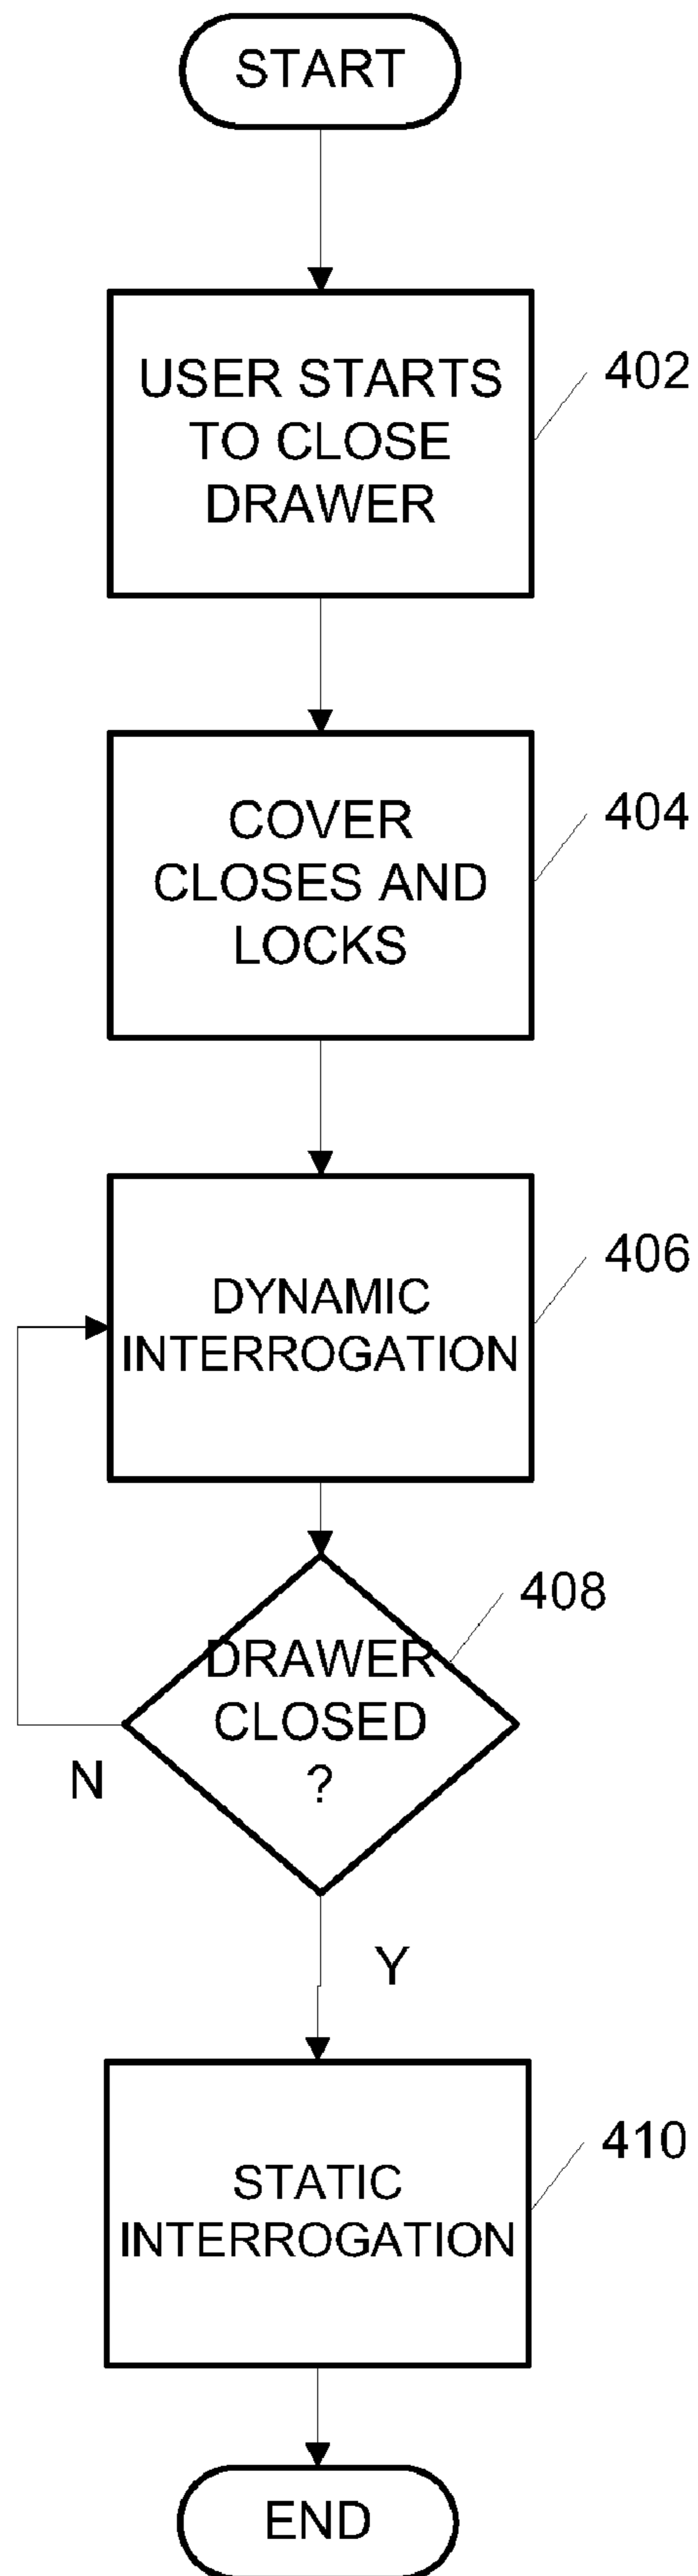 START
USER STARTS
TO CLOSE
DRAWER
402
COVER
CLOSES AND
LOCKS
404
DYNAMIC
INTERROGATION
406
DRAWER
CLOSED
?
408
N
Y
STATIC
INTERROGATION
410
END